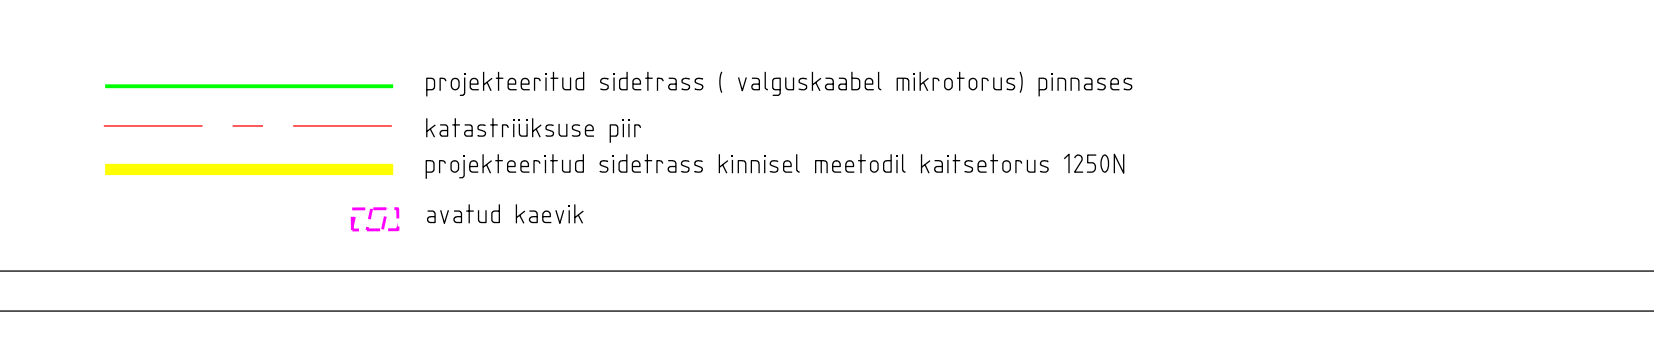 projekteeritud sidetrass ( valguskaabel mikrotorus) pinnases
katastriüksuse piir
projekteeritud sidetrass kinnisel meetodil kaitsetorus 1250N
avatud kaevik